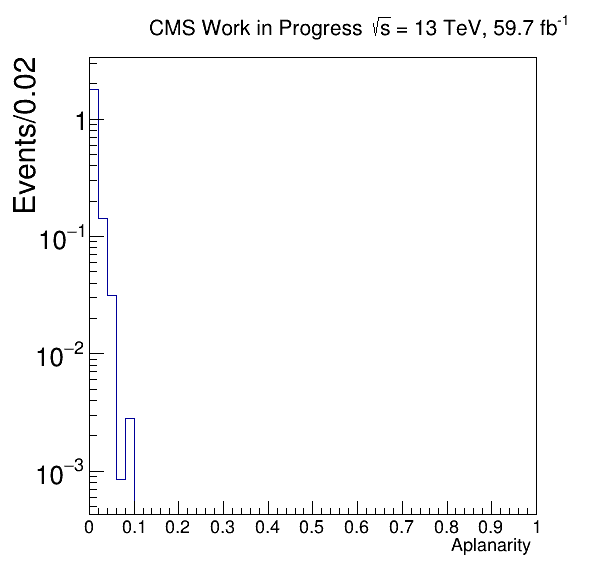 CMS Work in Progress √s = 13 TeV, 59.7 fb⁻¹
Events/0.02
1
10⁻¹
10⁻²
10⁻³
0 0.1 0.2 0.3 0.4 0.5 0.6 0.7 0.8 0.9 1
Aplanarity